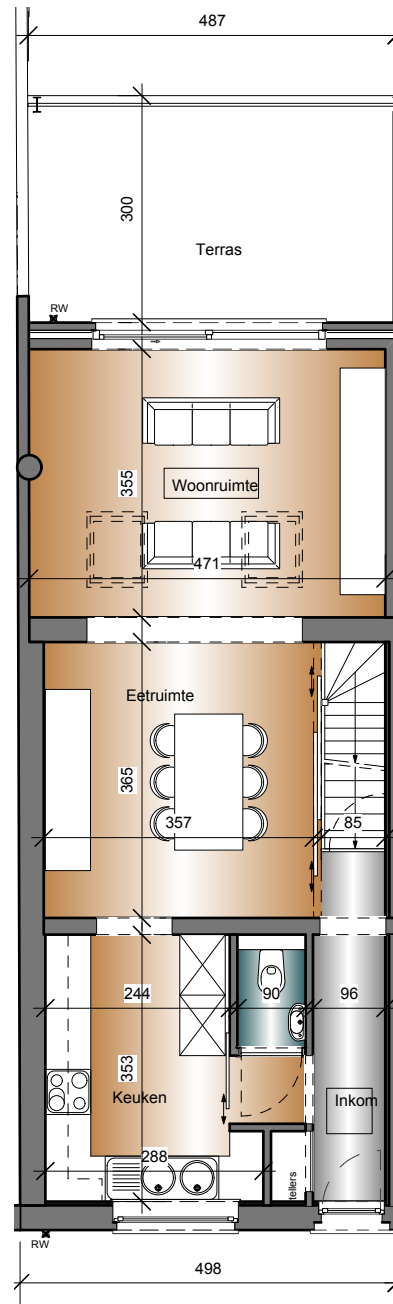 487
300
Terras
RW
355
Woonruimte
471
Eetruimte
365
357
85
244
90
96
353
Keuken
Inkom
288
tellers
RW
498